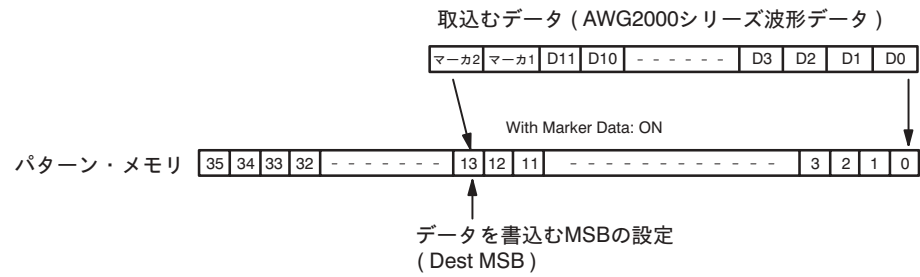 取込むデータ ( AWG2000シリーズ波形データ )
マーカ2 マーカ1 D11 D10 - - - - - - D3 D2 D1 D0
With Marker Data: ON
パターン・メモリ 35 34 33 32 - - - - - - - 13 12 11 - - - - - - - - - - - - 3 2 1 0
データを書込むMSBの設定
( Dest MSB )